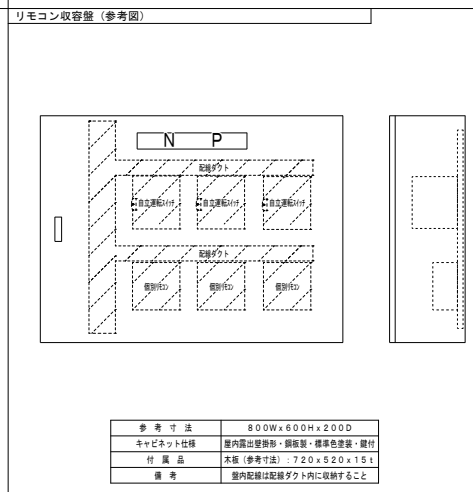 リモコン収容盤（参考図）
N P
配線ダクト
自立運転スイッチ 自立運転スイッチ 自立運転スイッチ
配線ダクト
個別リモコン 個別リモコン 個別リモコン
参考寸法 800Wx600Hx200D
キャビネット仕様 屋内露出壁掛形・鋼板製・標準色塗装・鍵付
付属品 木板（参考寸法）：720x520x15t
備考 盤内配線は配線ダクト内に収納すること